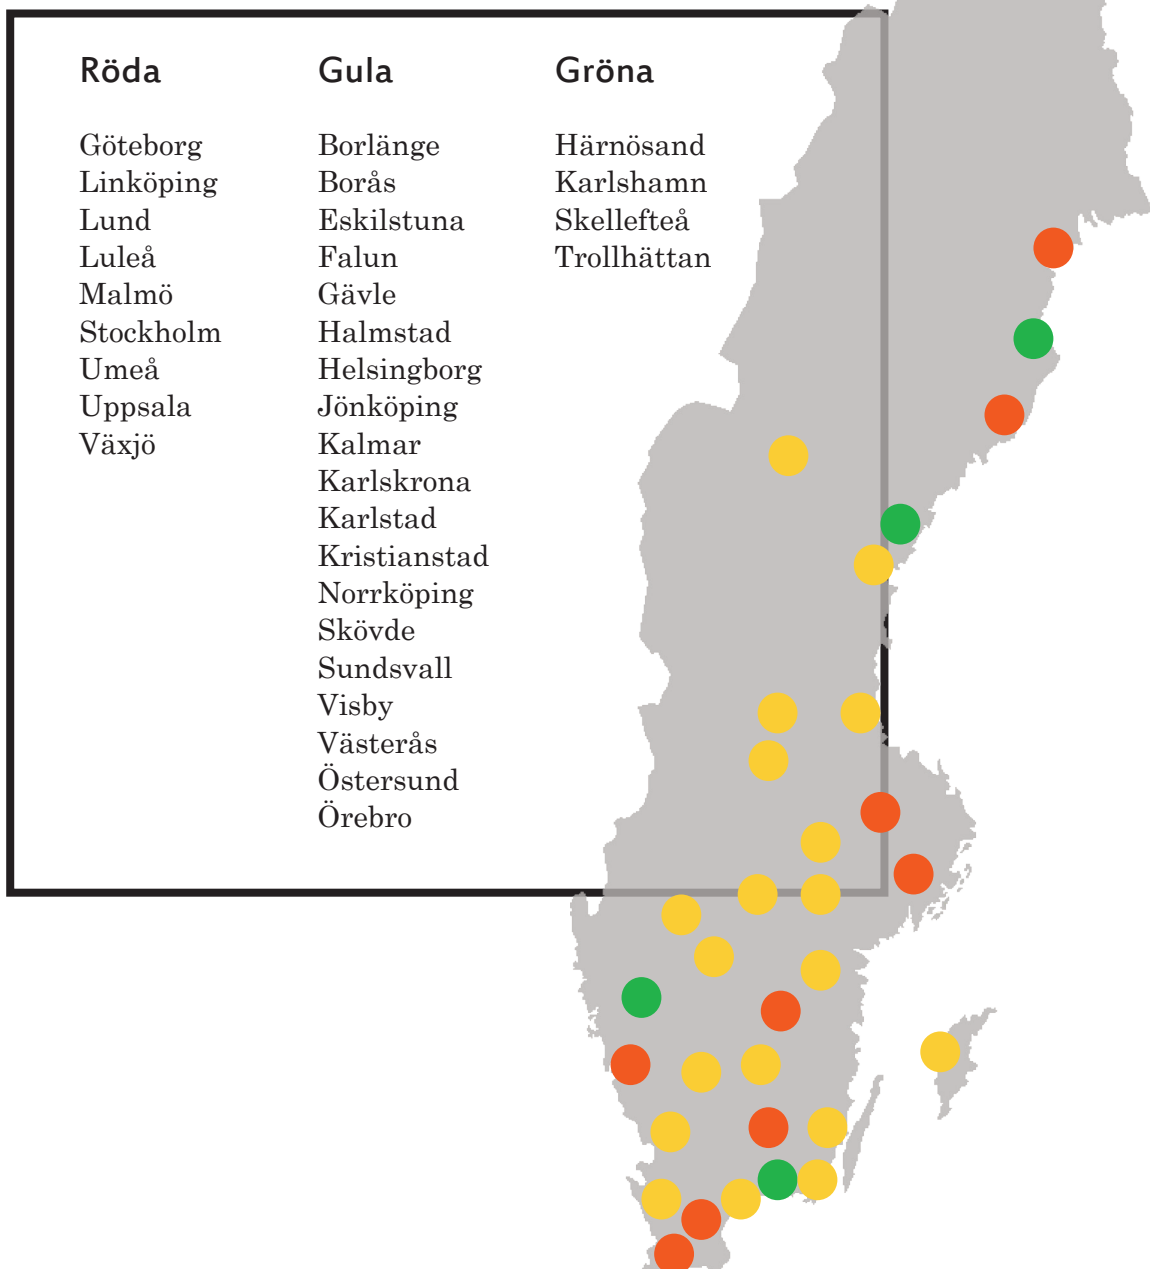 Röda
Göteborg
Linköping
Lund
Luleå
Malmö
Stockholm
Umeå
Uppsala
Växjö
Gula
Borlänge
Borås
Eskilstuna
Falun
Gävle
Halmstad
Helsingborg
Jönköping
Kalmar
Karlskrona
Karlstad
Kristianstad
Norrköping
Skövde
Sundsvall
Visby
Västerås
Östersund
Örebro
Gröna
Härnösand
Karlshamn
Skellefteå
Trollhättan